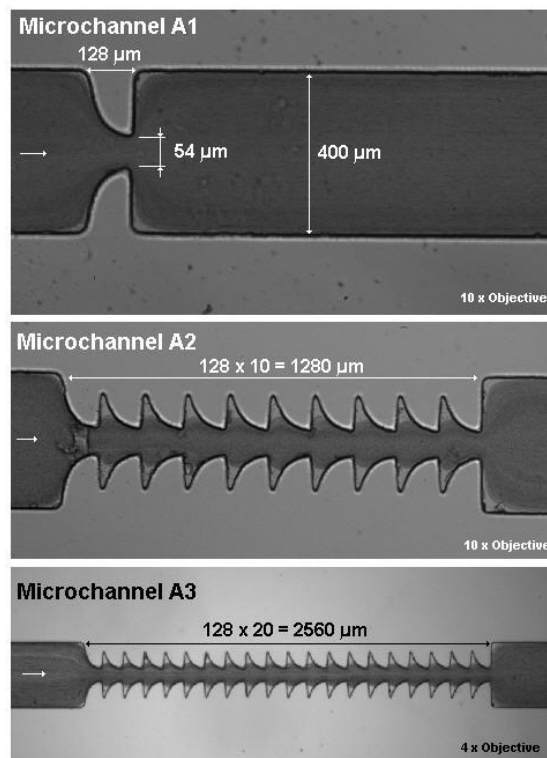 Microchannel A1
128 µm
54 µm
400 µm
10 x Objective
Microchannel A2
128 x 10 = 1280 µm
10 x Objective
Microchannel A3
128 x 20 = 2560 µm
4 x Objective